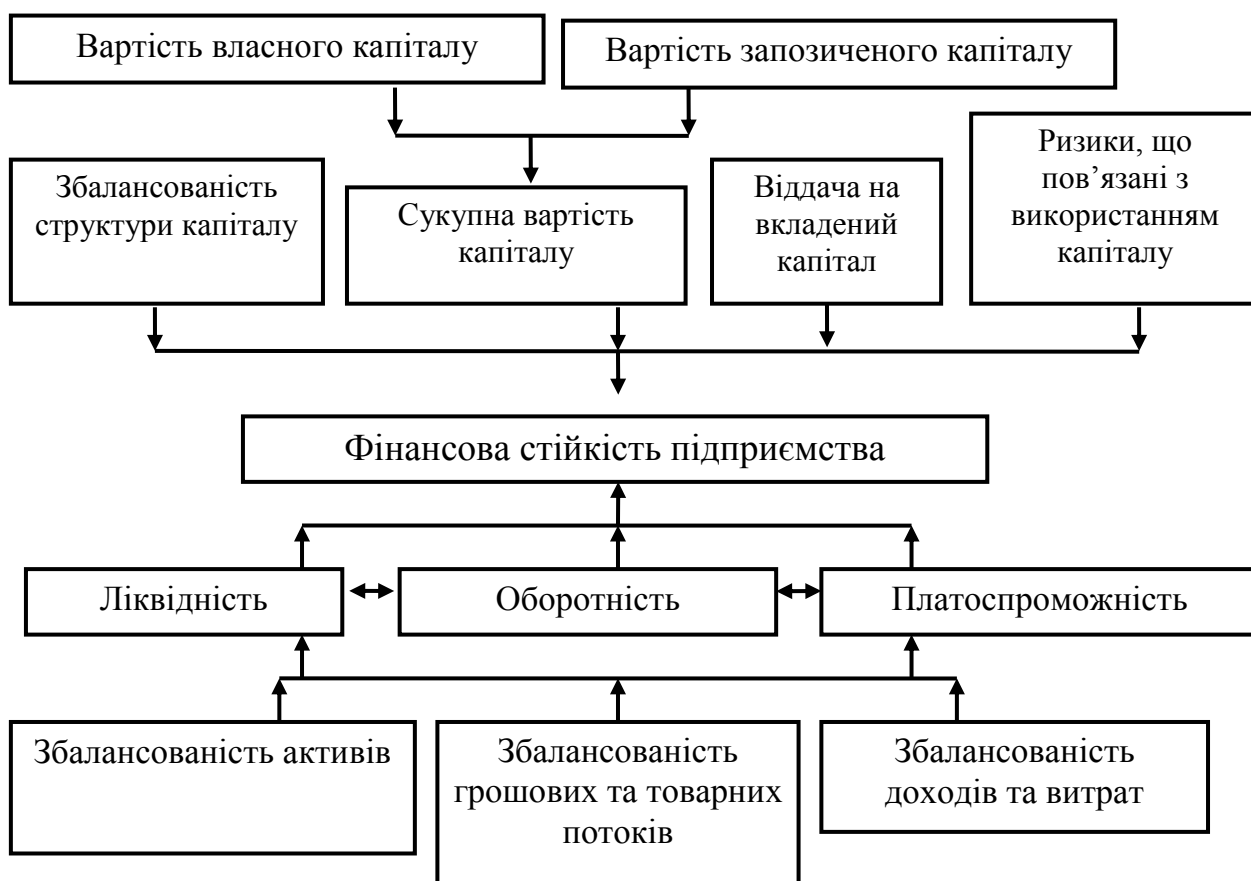 Вартість власного капіталу
Вартість запозиченого капіталу
Збалансованість
структури капіталу
Сукупна вартість
капіталу
Віддача на
вкладений
капітал
Ризики, що
пов’язані з
використанням
капіталу
Фінансова стійкість підприємства
Ліквідність
Оборотність
Платоспроможність
Збалансованість активів
Збалансованість
грошових та товарних
потоків
Збалансованість
доходів та витрат